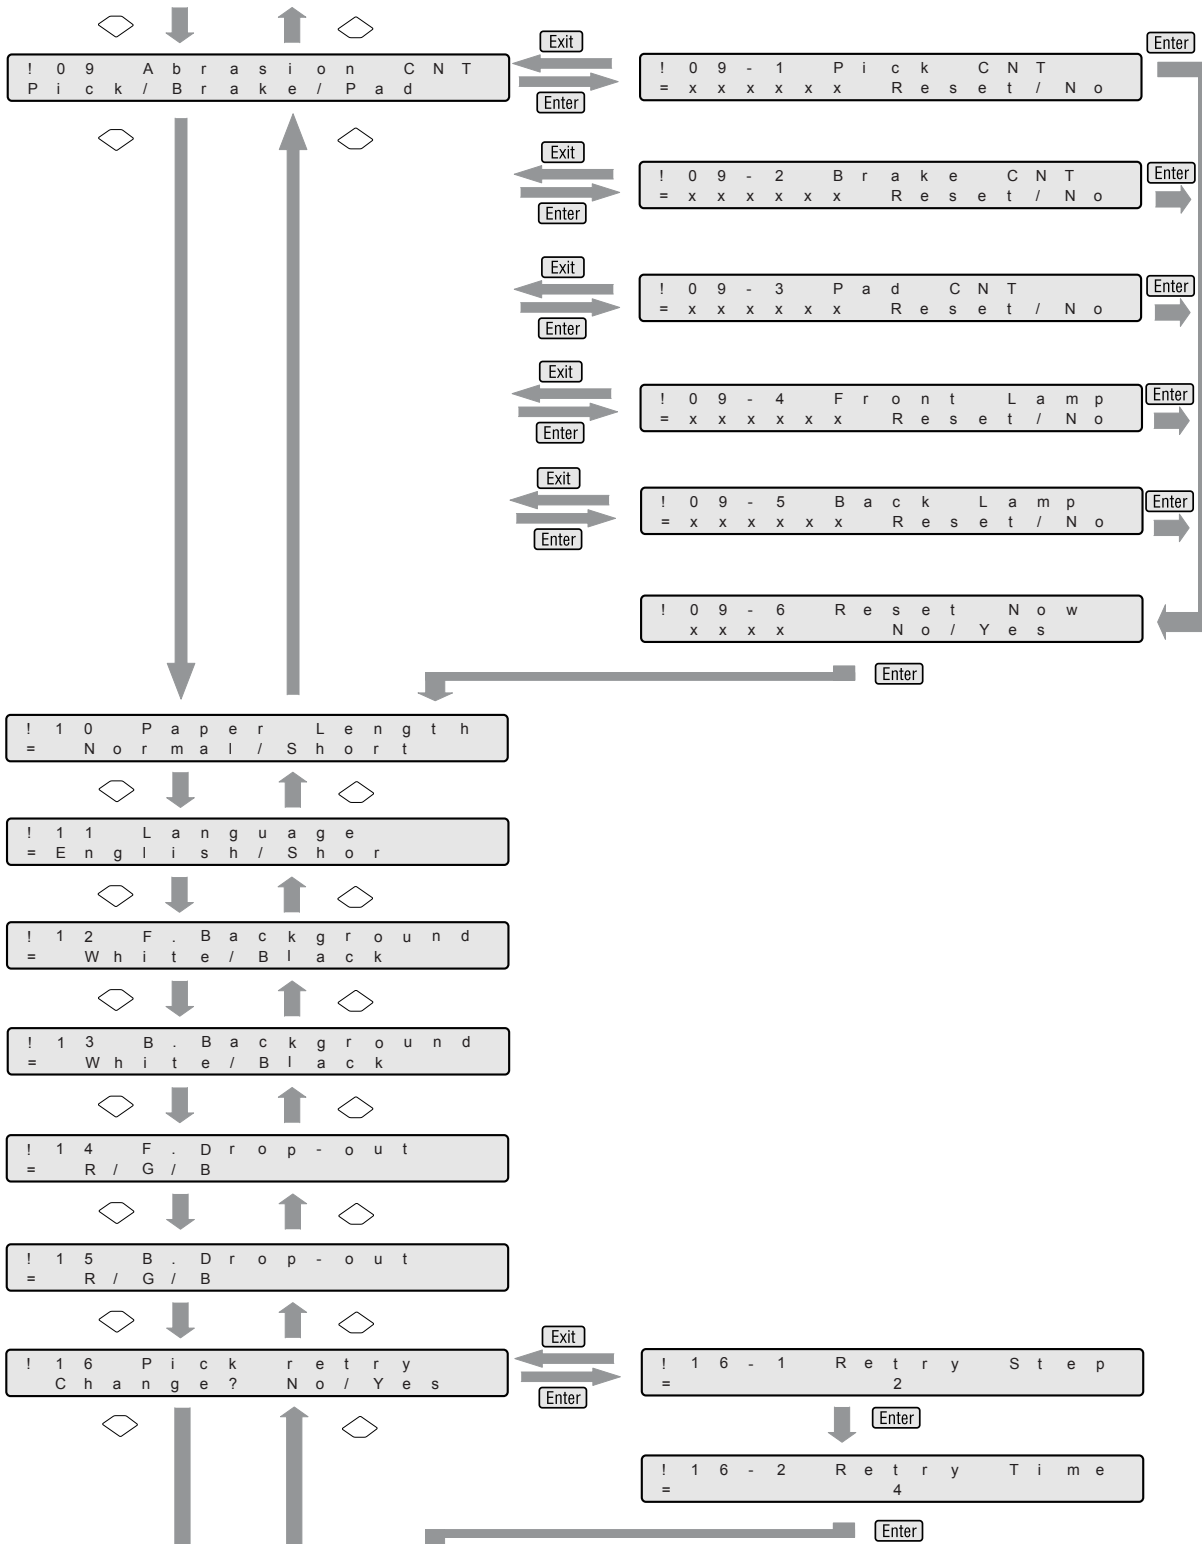 Exit
Enter
!09 Abrasion CNT
Pick/Brake/Pad
Enter
!09-1 Pick CNT
=xxxxxx Reset/No
Exit
Enter
!09-2 Brake CNT
=xxxxxx Reset/No
Enter
Exit
Enter
!09-3 Pad CNT
=xxxxxx Reset/No
Enter
Exit
Enter
!09-4 Front Lamp
=xxxxxx Reset/No
Enter
Exit
Enter
!09-5 Back Lamp
=xxxxxx Reset/No
Enter
!09-6 Reset Now
xxxx No/Yes
Enter
!10 Paper Length
= Normal/Short
!11 Language
=English/Shor
!12 F.Background
= White/Black
!13 B.Background
= White/Black
!14 F.Drop-out
= R/G/B
!15 B.Drop-out
= R/G/B
!16 Pick retry
Change? No/Yes
Exit
Enter
!16-1 Retry Step
= 2
Enter
!16-2 Retry Time
= 4
Enter